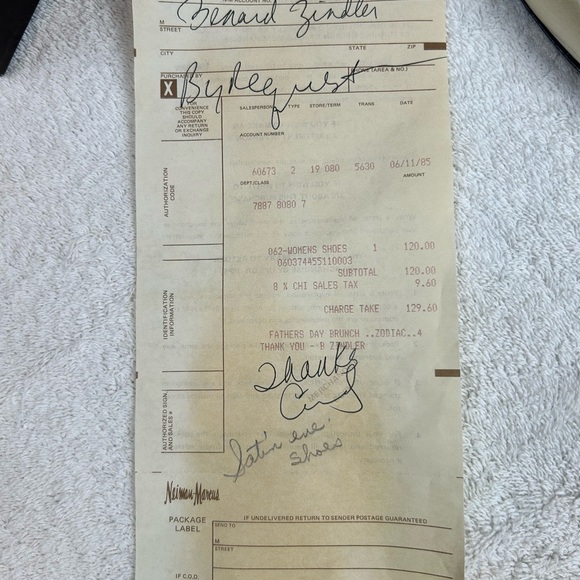 M Benard Zindler
STREET
CITY STATE ZIP
PURCHASED BY (AREA & NO.)
X By Request
CONVENIENCE
THIS COPY
SHOULD
ACCOMPANY
ANY RETURN
OR EXCHANGE
INQUIRY
SALESPERSON TYPE STORE/TERM TRANS DATE
ACCOUNT NUMBER
AUTHORIZATION
CODE
60673 2 19 080 5630 06/11/85
DEPT/CLASS AMOUNT
7887 8080 7
062-WOMENS SHOES 1 120.00
060374455110003
SUBTOTAL 120.00
8 % CHI SALES TAX 9.60
IDENTIFICATION
INFORMATION
CHARGE TAKE 129.60
FATHERS DAY BRUNCH ..ZODIAC..4
THANK YOU - B ZINDLER
Thanks
AUTHORIZED SIGN.
AND SALES #
Satin eve.
shoes
Neiman-Marcus
PACKAGE
LABEL
IF UNDELIVERED RETURN TO SENDER POSTAGE GUARANTEED
SEND TO
M
STREET
IF C.O.D.